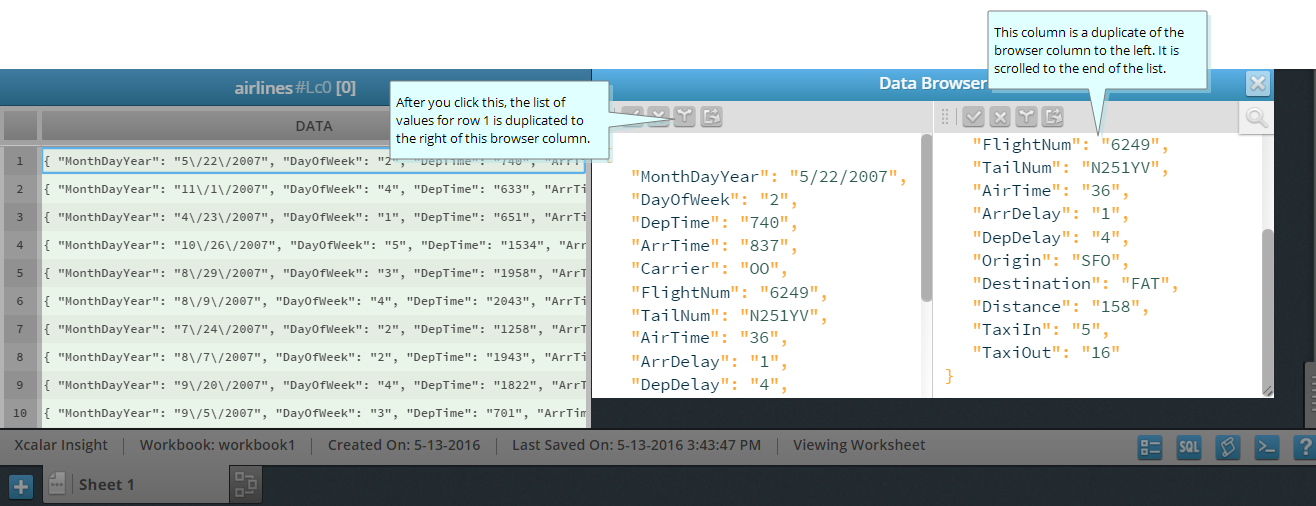 This column is a duplicate of the
browser column to the left. It is
scrolled to the end of the list.
airlines#Lc0 [0]
Data Browser
After you click this, the list of
values for row 1 is duplicated to
the right of this browser column.
DATA
1 { "MonthDayYear": "5\/22\/2007", "DayOfWeek": "2", "DepTime": "740", "ArrT
2 { "MonthDayYear": "11\/1\/2007", "DayOfWeek": "4", "DepTime": "633", "ArrTi
3 { "MonthDayYear": "4\/23\/2007", "DayOfWeek": "1", "DepTime": "651", "ArrTi
4 { "MonthDayYear": "10\/26\/2007", "DayOfWeek": "5", "DepTime": "1534", "Arr
5 { "MonthDayYear": "8\/29\/2007", "DayOfWeek": "3", "DepTime": "1958", "ArrT
6 { "MonthDayYear": "8\/9\/2007", "DayOfWeek": "4", "DepTime": "2043", "ArrTi
7 { "MonthDayYear": "7\/24\/2007", "DayOfWeek": "2", "DepTime": "1258", "ArrT
8 { "MonthDayYear": "8\/7\/2007", "DayOfWeek": "2", "DepTime": "1943", "ArrTi
9 { "MonthDayYear": "9\/20\/2007", "DayOfWeek": "4", "DepTime": "1822", "ArrT
10 { "MonthDayYear": "9\/5\/2007", "DayOfWeek": "3", "DepTime": "701", "ArrTim
"MonthDayYear": "5/22/2007",
"DayOfWeek": "2",
"DepTime": "740",
"ArrTime": "837",
"Carrier": "OO",
"FlightNum": "6249",
"TailNum": "N251YV",
"AirTime": "36",
"ArrDelay": "1",
"DepDelay": "4",
"FlightNum": "6249",
"TailNum": "N251YV",
"AirTime": "36",
"ArrDelay": "1",
"DepDelay": "4",
"Origin": "SFO",
"Destination": "FAT",
"Distance": "158",
"TaxiIn": "5",
"TaxiOut": "16"
}
Xcalar Insight | Workbook: workbook1 | Created On: 5-13-2016 | Last Saved On: 5-13-2016 3:43:47 PM | Viewing Worksheet
SQL
?
Sheet 1